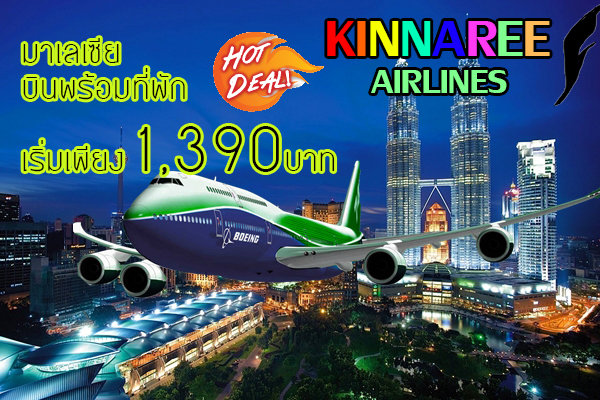 มาเลเซีย
บินพร้อมที่พัก
เริ่มเพียง 1,390บาท
HOT
DEAL!
KINNAREE
AIRLINES
BOEING